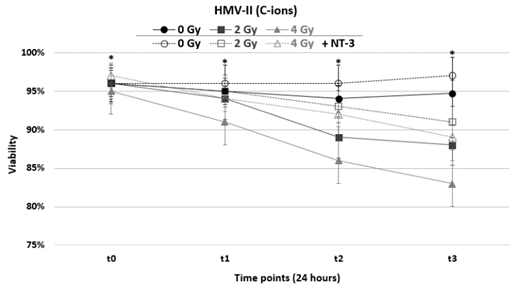 HMV-II (C-ions)
0 Gy 2 Gy 4 Gy
0 Gy 2 Gy 4 Gy + NT-3
100%
95%
90%
85%
80%
75%
Viability
* * * *
t0 t1 t2 t3
Time points (24 hours)